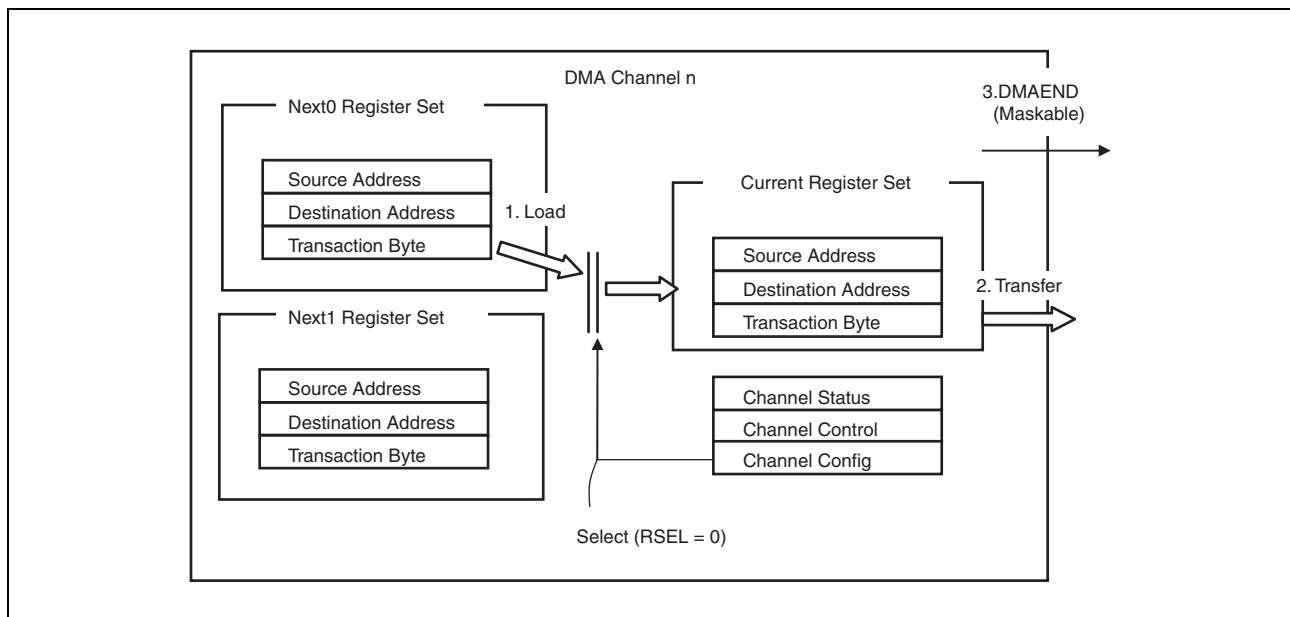 DMA Channel n
3.DMAEND
(Maskable)
Next0 Register Set
Source Address
Destination Address
Transaction Byte
1. Load
Current Register Set
Source Address
Destination Address
Transaction Byte
2. Transfer
Next1 Register Set
Source Address
Destination Address
Transaction Byte
Channel Status
Channel Control
Channel Config
Select (RSEL = 0)